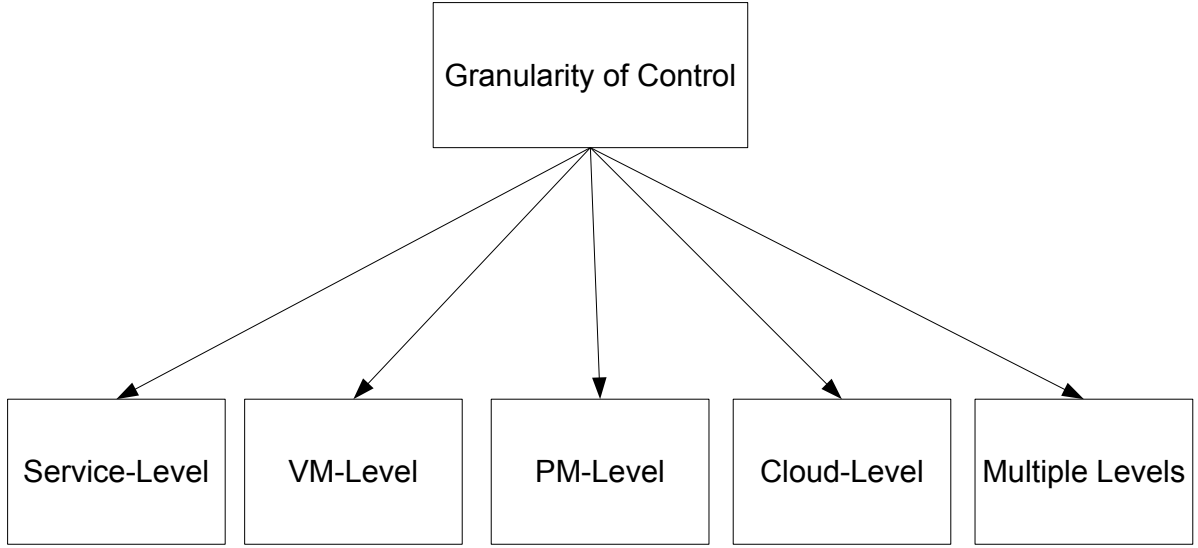 Granularity of Control
Service-Level
VM-Level
PM-Level
Cloud-Level
Multiple Levels